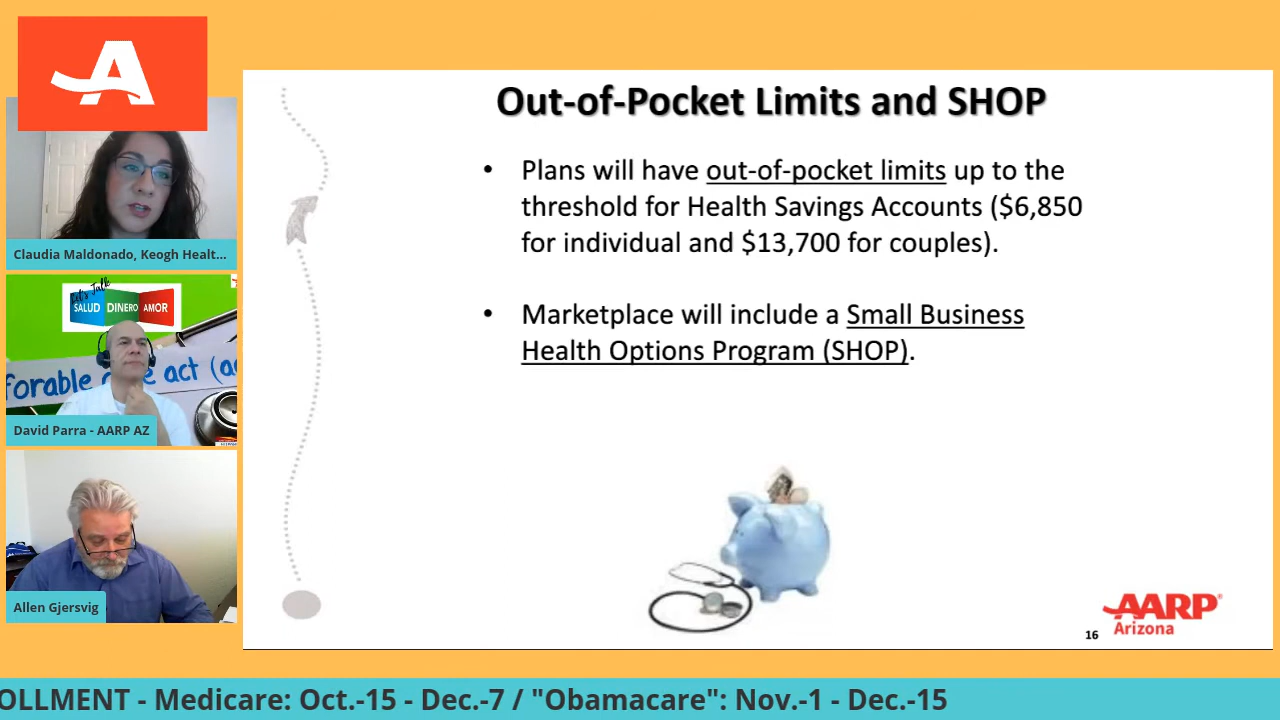 A
Claudia Maldonado, Keogh Healt...
Let's Talk
SALUD DINERO AMOR
forable care act (a
David Parra - AARP AZ
Allen Gjersvig
Out-of-Pocket Limits and SHOP
• Plans will have out-of-pocket limits up to the
threshold for Health Savings Accounts ($6,850
for individual and $13,700 for couples).
• Marketplace will include a Small Business
Health Options Program (SHOP).
AARP®
Arizona
16
OLLMENT - Medicare: Oct.-15 - Dec.-7 / "Obamacare": Nov.-1 - Dec.-15